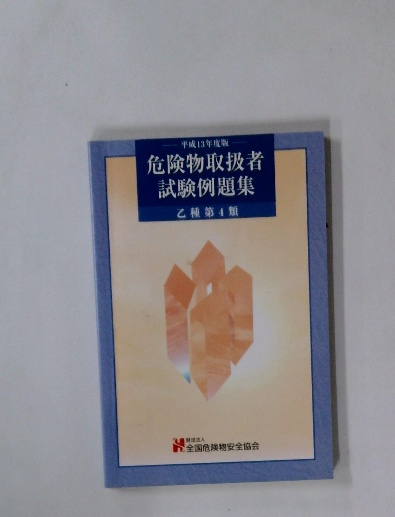 平成13年度版
危険物取扱者
試験例題集
乙種第4類
財団法人
全国危険物安全協会